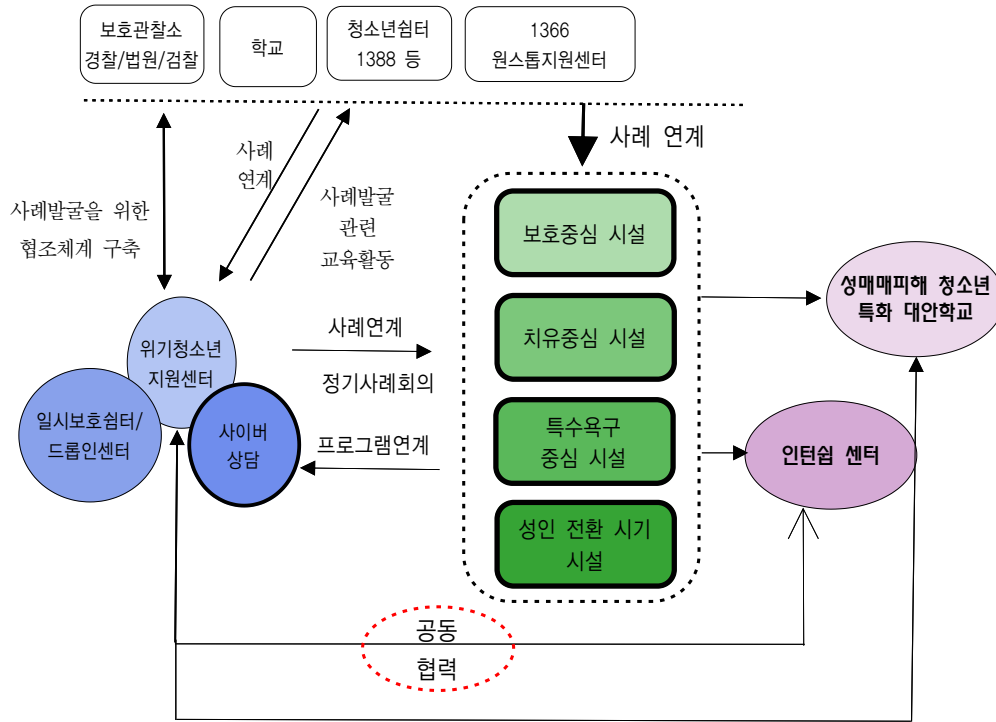 보호관찰소
경찰/법원/검찰
학교
청소년쉼터
1388 등
1366
원스톱지원센터
사례 연계
사례
연계
사례발굴
관련
교육활동
사례발굴을 위한
협조체계 구축
보호중심 시설
치유중심 시설
특수욕구
중심 시설
성인 전환 시기
시설
성매매피해 청소년
특화 대안학교
인턴쉽 센터
위기청소년
지원센터
일시보호쉼터/
드롭인센터
사이버
상담
사례연계
정기사례회의
프로그램연계
공동
협력